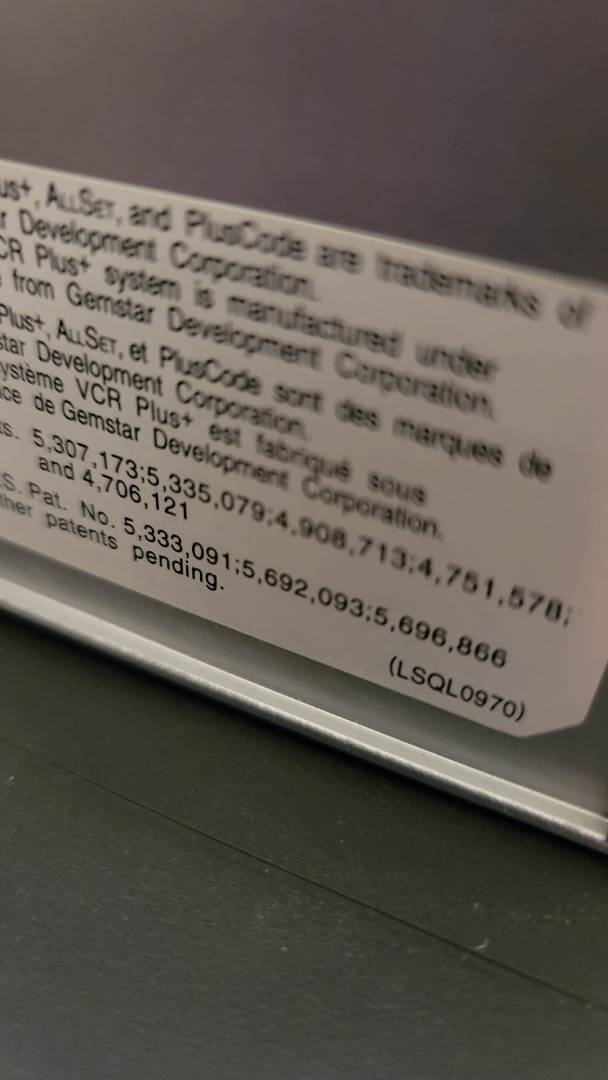 us+, ALLSET, and PlusCode are trademarks of
r Development Corporation.
CR Plus+ system is manufactured under
e from Gemstar Development Corporation.
Plus+, ALLSET, et PlusCode sont des marques de
star Development Corporation.
ystème VCR Plus+ est fabriqué sous
ce de Gemstar Development Corporation.
s. 5,307,173;5,335,079;4,908,713;4,751,578;
and 4,706,121
.S. Pat. No. 5,333,091;5,692,093;5,696,866
ther patents pending.
(LSQL0970)